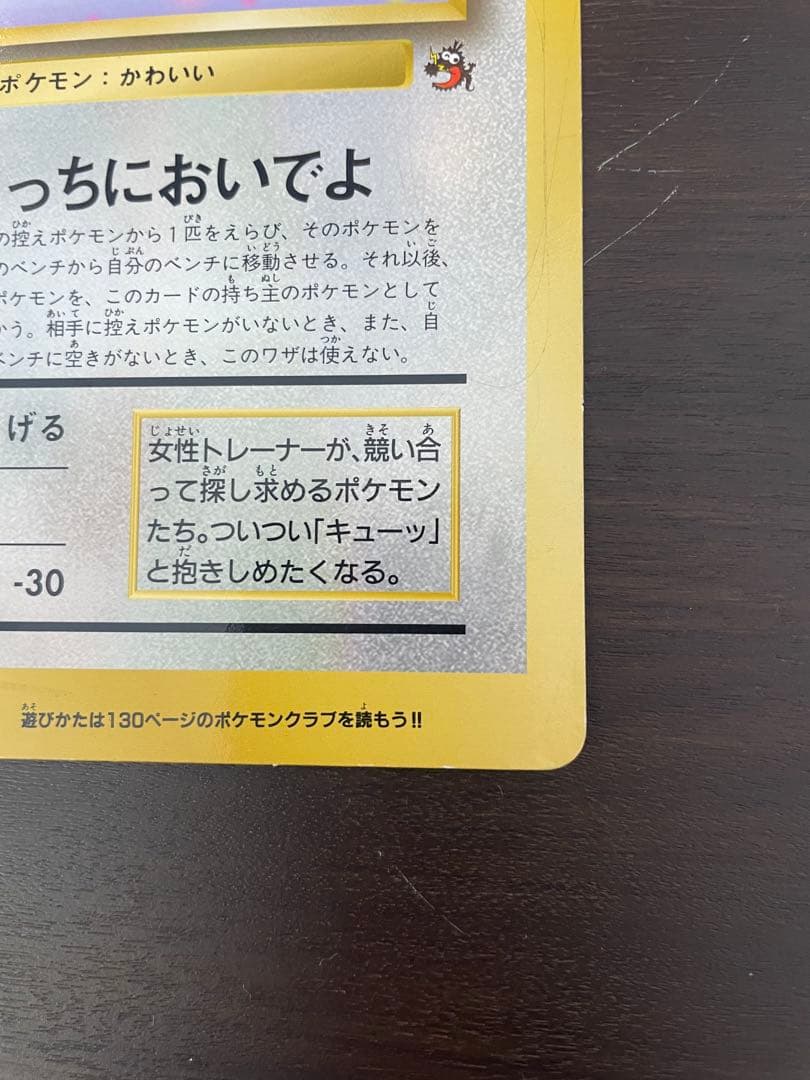 ポケモン：かわいい
っちにおいでよ
の控えポケモンから1匹をえらび、そのポケモンを
のベンチから自分のベンチに移動させる。それ以後、
ポケモンを、このカードの持ち主のポケモンとして
かう。相手に控えポケモンがいないとき、また、自
ベンチに空きがないとき、このワザは使えない。
げる
-30
女性トレーナーが、競い合
って探し求めるポケモン
たち。ついつい「キューッ」
と抱きしめたくなる。
遊びかたは130ページのポケモンクラブを読もう!!